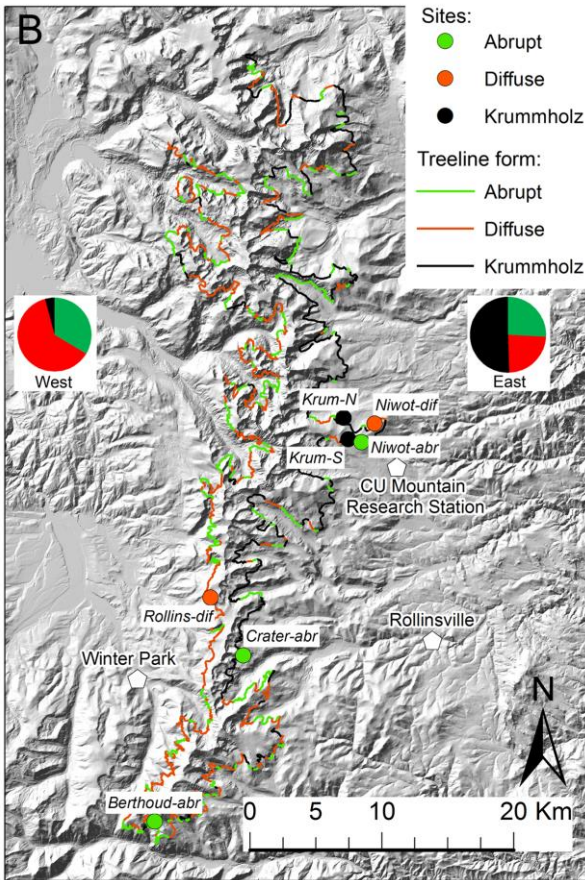 B
Sites:
Abrupt
Diffuse
Krummholz
Treeline form:
Abrupt
Diffuse
Krummholz
West
East
Krum-N
Niwot-dif
Krum-S
Niwot-abr
CU Mountain
Research Station
Rollins-dif
Crater-abr
Rollinsville
Winter Park
N
Berthoud-abr
0 5 10 20 Km